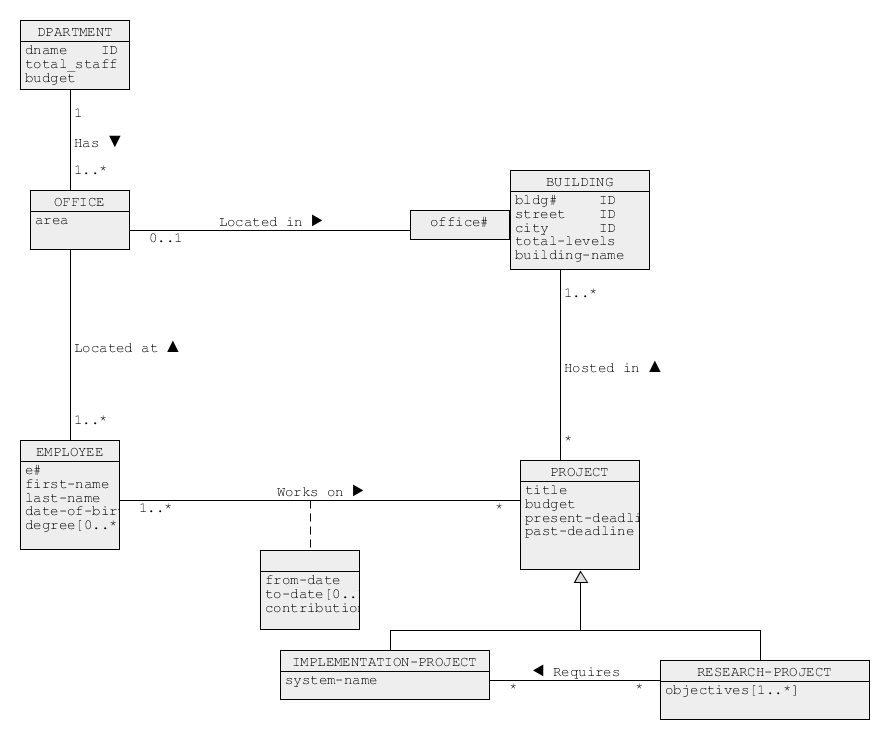 DPARTMENT
dname ID
total_staff
budget
1
Has ▼
1..*
OFFICE
area
0..1
Located in ►
office#
BUILDING
bldg# ID
street ID
city ID
total-levels
building-name
1..*
Hosted in ▲
*
Located at ▲
1..*
EMPLOYEE
e#
first-name
last-name
date-of-bir
degree[0..*
1..*
Works on ►
*
PROJECT
title
budget
present-deadli
past-deadline
from-date
to-date[0..
contribution
IMPLEMENTATION-PROJECT
system-name
*
◄ Requires
*
RESEARCH-PROJECT
objectives[1..*]